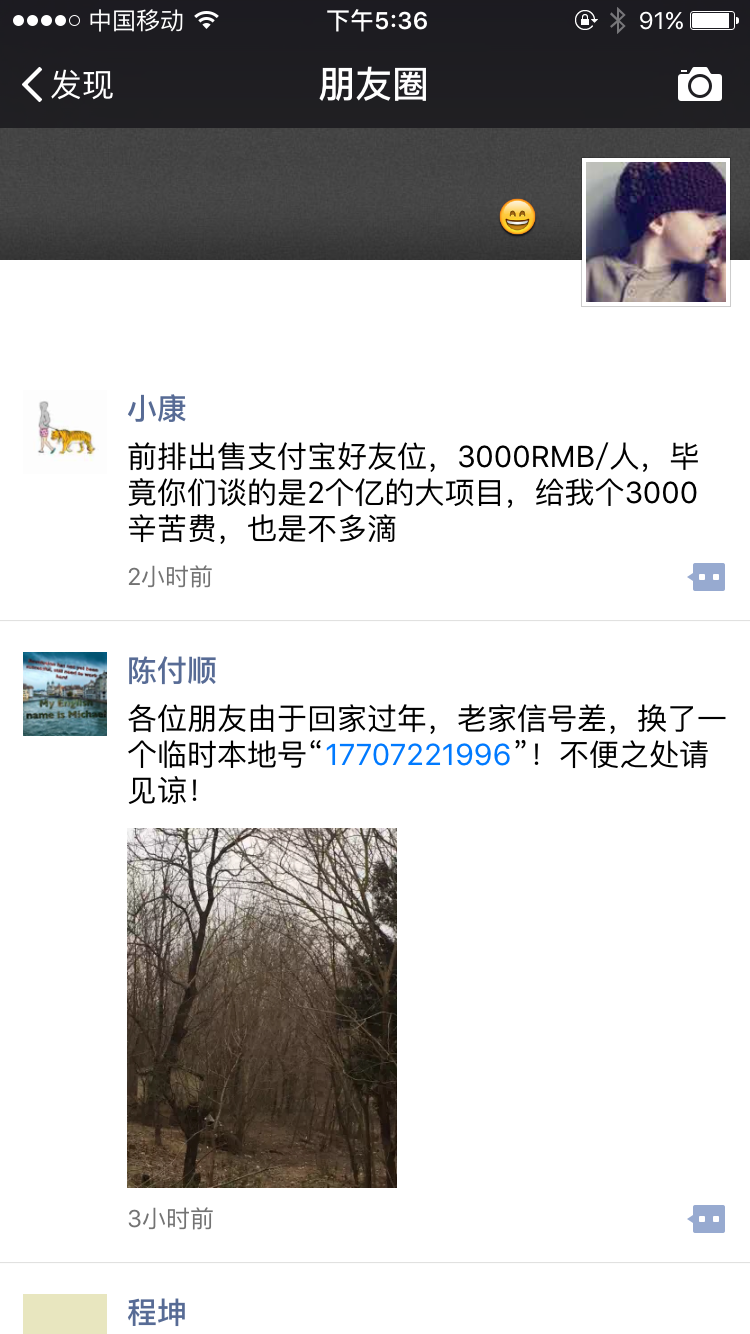 中国移动
下午5:36
91%
发现
朋友圈
小康
前排出售支付宝好友位，3000RMB/人，毕
竟你们谈的是2个亿的大项目，给我个3000
辛苦费，也是不多滴
2小时前
陈付顺
各位朋友由于回家过年，老家信号差，换了一
个临时本地号“17707221996”！不便之处请
见谅！
My English
name is Michael
3小时前
程坤